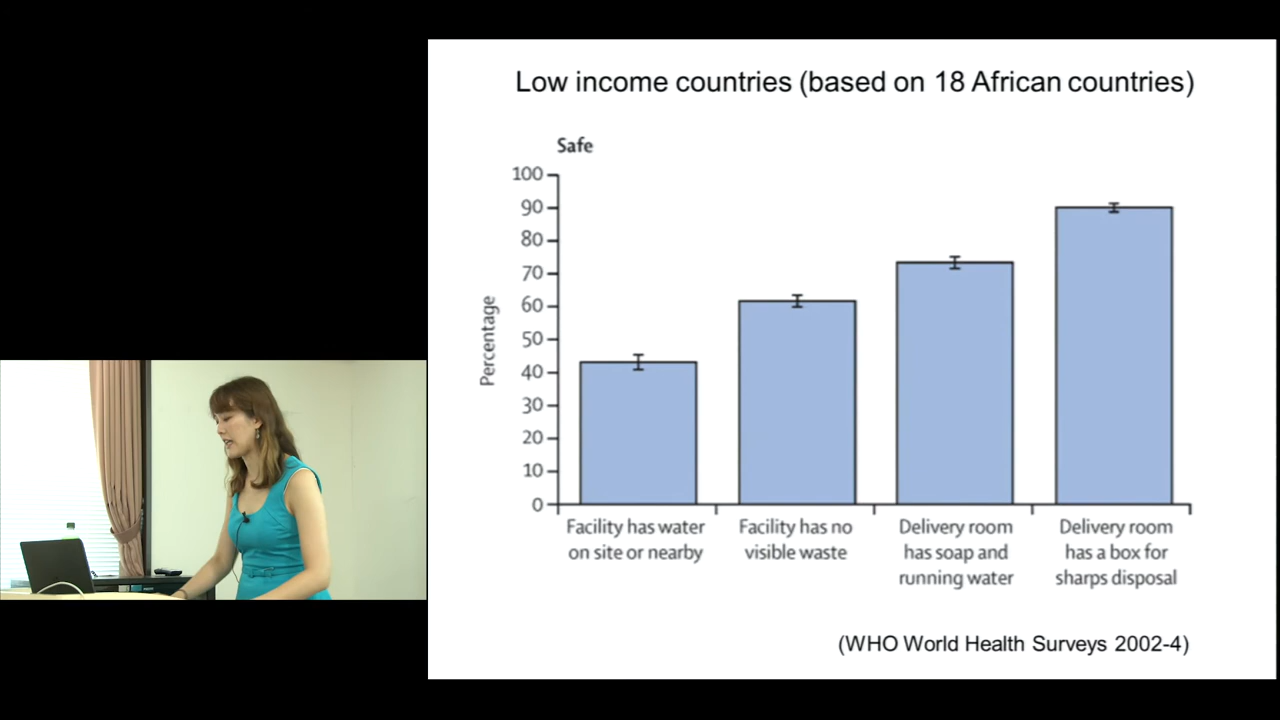 Low income countries (based on 18 African countries)
Safe
100
90
80
70
60
50
40
30
20
10
0
Percentage
Facility has water
on site or nearby
Facility has no
visible waste
Delivery room
has soap and
running water
Delivery room
has a box for
sharps disposal
(WHO World Health Surveys 2002-4)